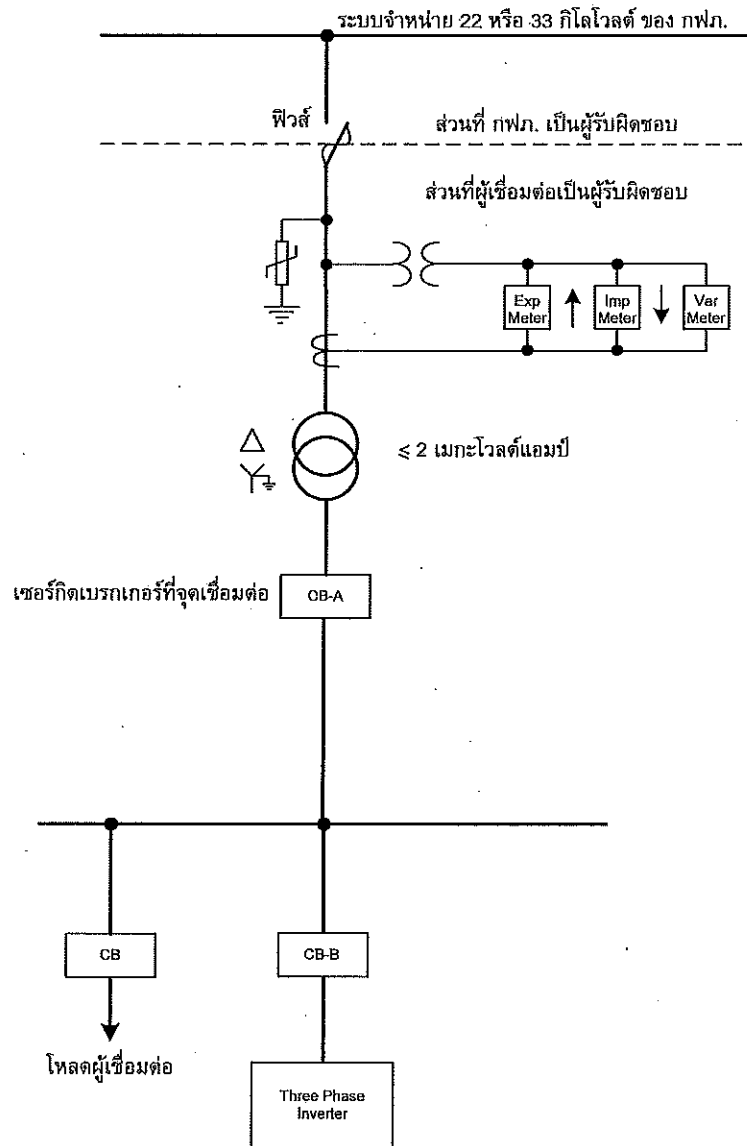 ระบบจำหน่าย 22 หรือ 33 กิโลโวลต์ ของ กฟภ.
ฟิวส์
ส่วนที่ กฟภ. เป็นผู้รับผิดชอบ
ส่วนที่ผู้เชื่อมต่อเป็นผู้รับผิดชอบ
Exp
Meter
Imp
Meter
Var
Meter
≤ 2 เมกะโวลต์แอมป์
เซอร์กิตเบรกเกอร์ที่จุดเชื่อมต่อ
CB-A
CB
CB-B
โหลดผู้เชื่อมต่อ
Three Phase
Inverter